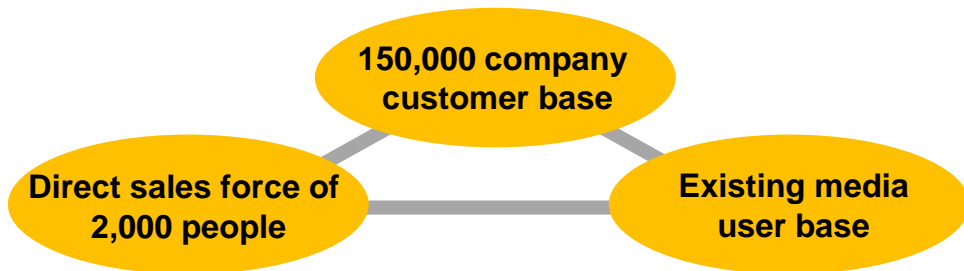 150,000 company
customer base
Direct sales force of
2,000 people
Existing media
user base